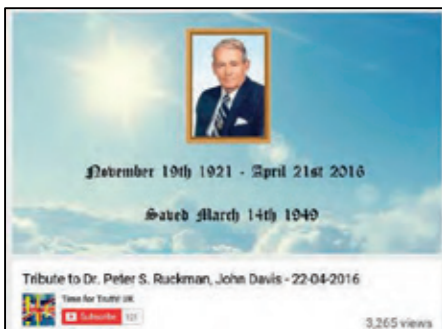 November 19th 1921 - April 21st 2016
Saved March 14th 1949
Tribute to Dr. Peter S. Ruckman, John Davis - 22-04-2016
Time for Truth! UK
Subscribe 121
3,265 views